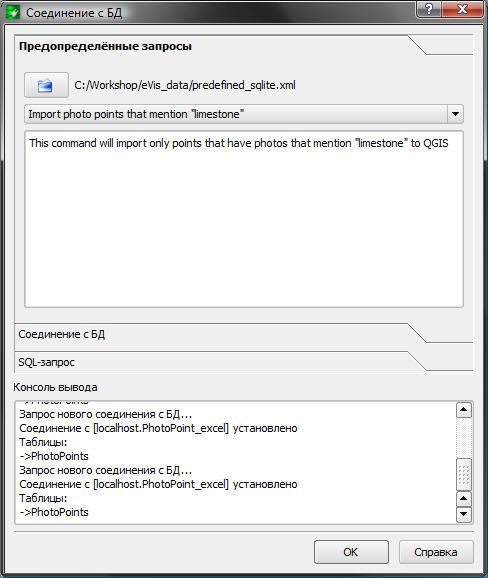 Соединение с БД
Предопределённые запросы
C:/Workshop/eVis_data/predefined_sqlite.xml
Import photo points that mention "limestone"
This command will import only points that have photos that mention "limestone" to QGIS
Соединение с БД
SQL-запрос
Консоль вывода
->PhotoPoints
Запрос нового соединения с БД...
Соединение с [localhost.PhotoPoint_excel] установлено
Таблицы:
->PhotoPoints
Запрос нового соединения с БД...
Соединение с [localhost.PhotoPoint_excel] установлено
Таблицы:
->PhotoPoints
OK
Справка